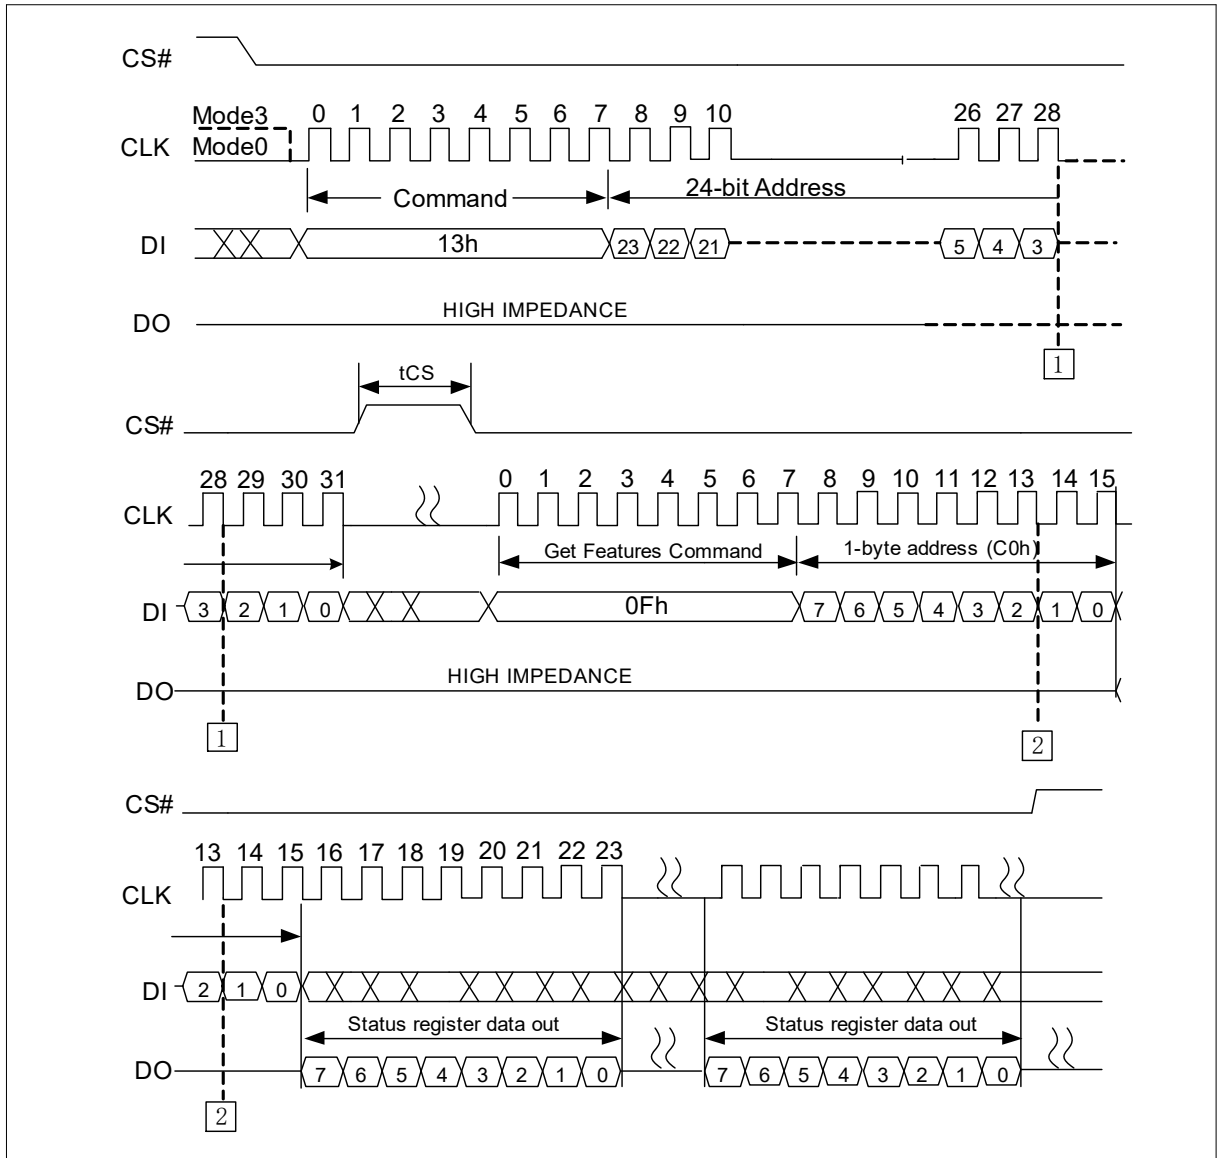 CS#
Mode3 0 1 2 3 4 5 6 7 8 9 10 26 27 28
CLK Mode0
Command 24-bit Address
DI 13h 23 22 21 5 4 3
DO HIGH IMPEDANCE
1
tCS
CS#
28 29 30 31 0 1 2 3 4 5 6 7 8 9 10 11 12 13 14 15
CLK
Get Features Command 1-byte address (C0h)
DI 3 2 1 0 0Fh 7 6 5 4 3 2 1 0
DO HIGH IMPEDANCE
1 2
CS#
13 14 15 16 17 18 19 20 21 22 23
CLK
DI 2 1 0
Status register data out Status register data out
DO 7 6 5 4 3 2 1 0 7 6 5 4 3 2 1 0
2